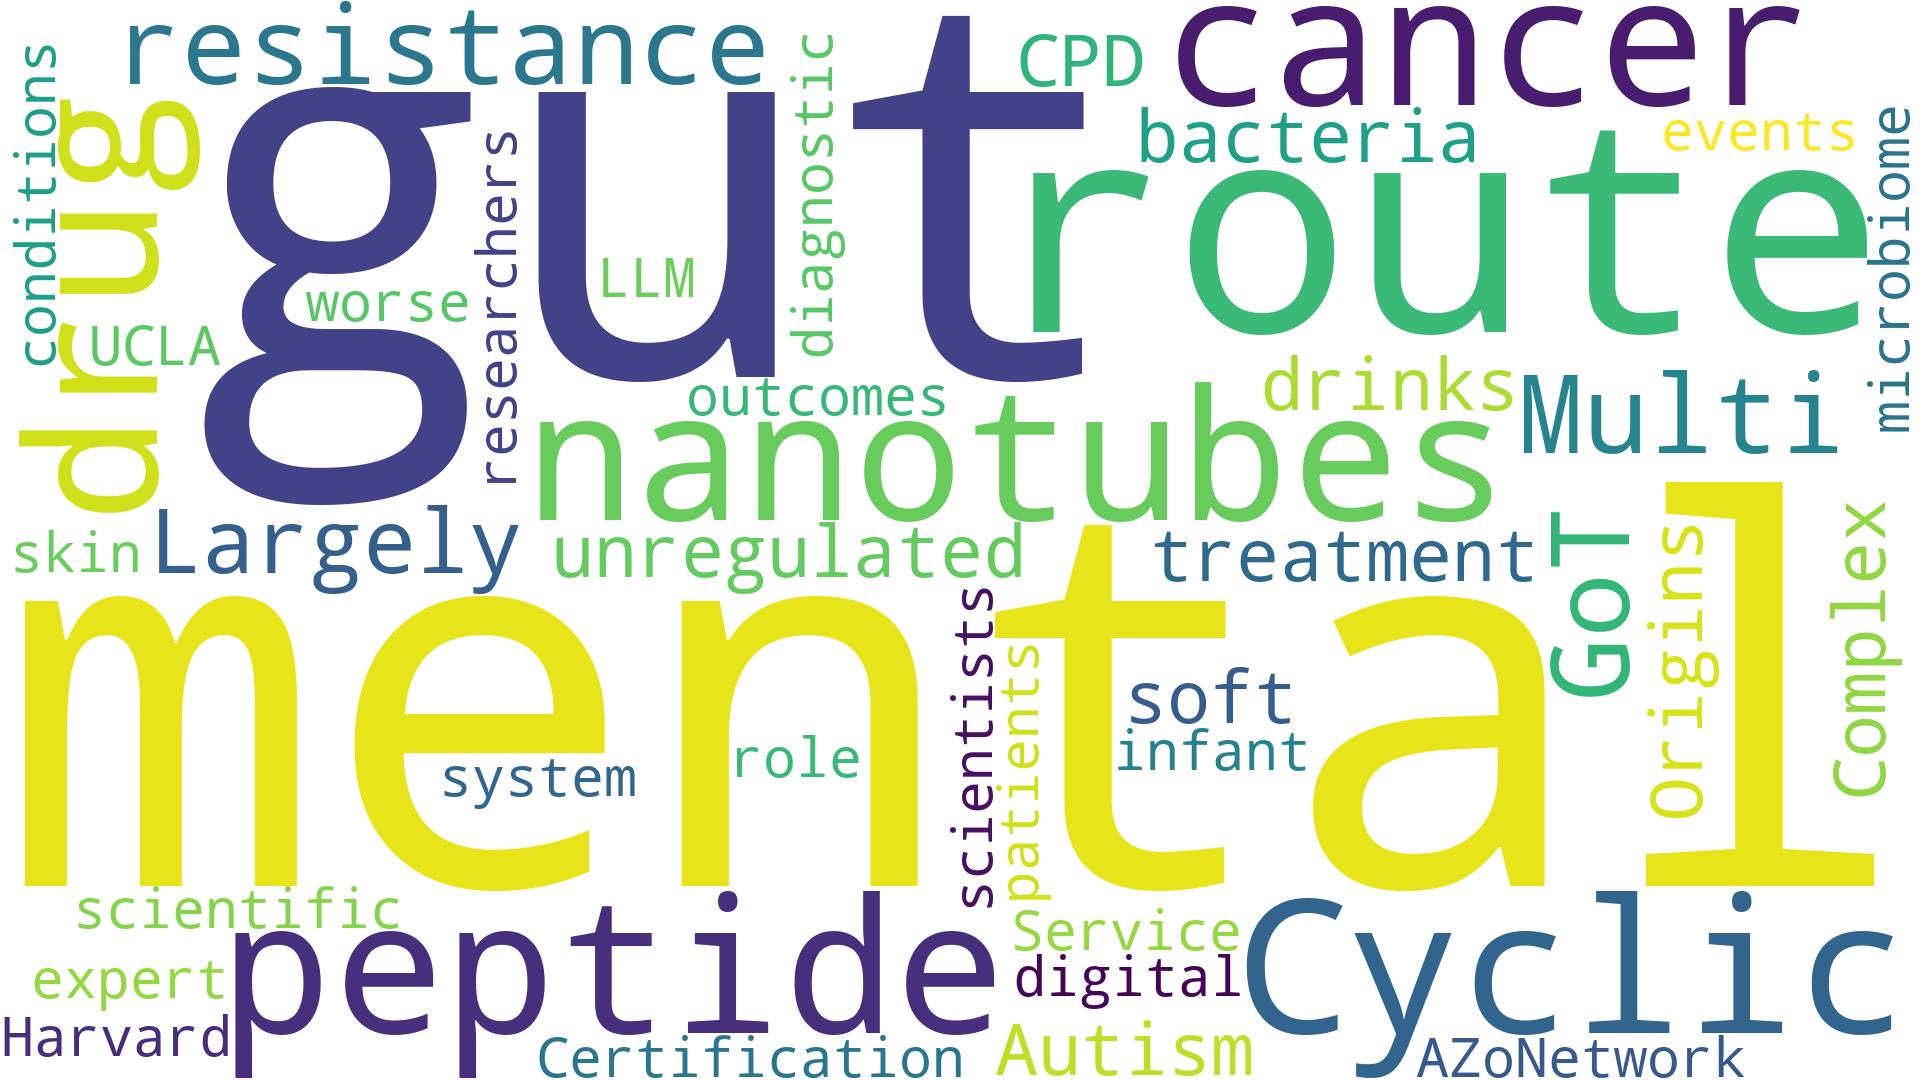 resistance
cancer
CPD
conditions
drug
gut
researchers
diagnostic
bacteria
events
route
microbiome
worse
LLM
UCLA
outcomes
drinks
nanotubes
Multi
skin
Largely
unregulated
treatment
GoT
Origins
Complex
mental
scientists
patients
soft
infant
system
role
scientific
peptide
Service
Cyclic
expert
digital
Harvard
Certification
Autism
AZoNetwork